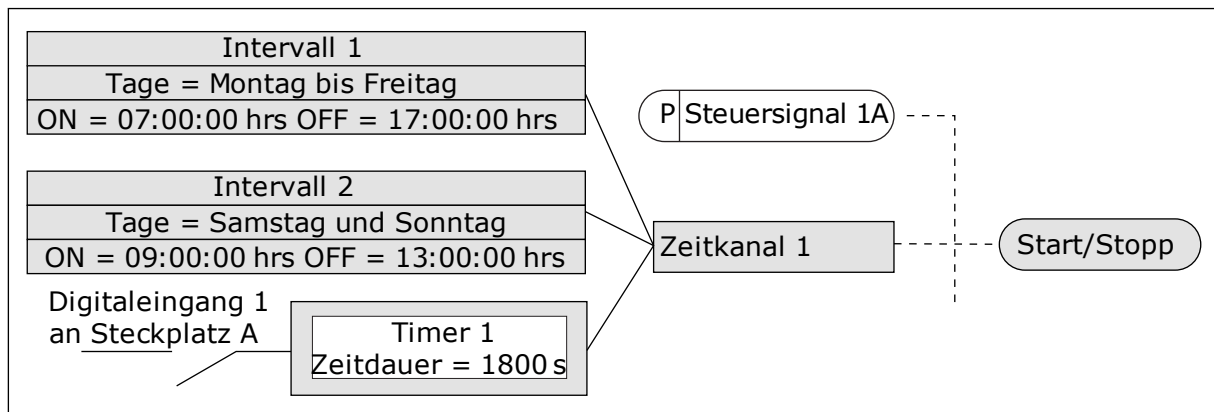 Intervall 1
Tage = Montag bis Freitag
ON = 07:00:00 hrs OFF = 17:00:00 hrs
P Steuersignal 1A
Intervall 2
Tage = Samstag und Sonntag
ON = 09:00:00 hrs OFF = 13:00:00 hrs
Zeitkanal 1
Start/Stopp
Digitaleingang 1
an Steckplatz A
Timer 1
Zeitdauer = 1800 s